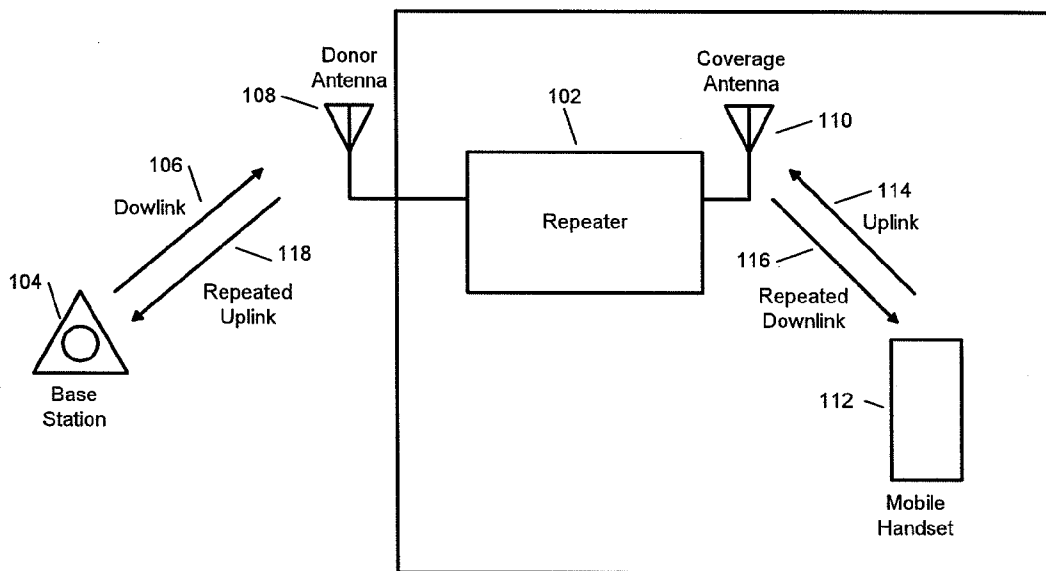 Donor
Antenna
108
102
Coverage
Antenna
110
106
Dowlink
Repeater
114
Uplink
118
Repeated
Uplink
116
Repeated
Downlink
104
Base
Station
112
Mobile
Handset